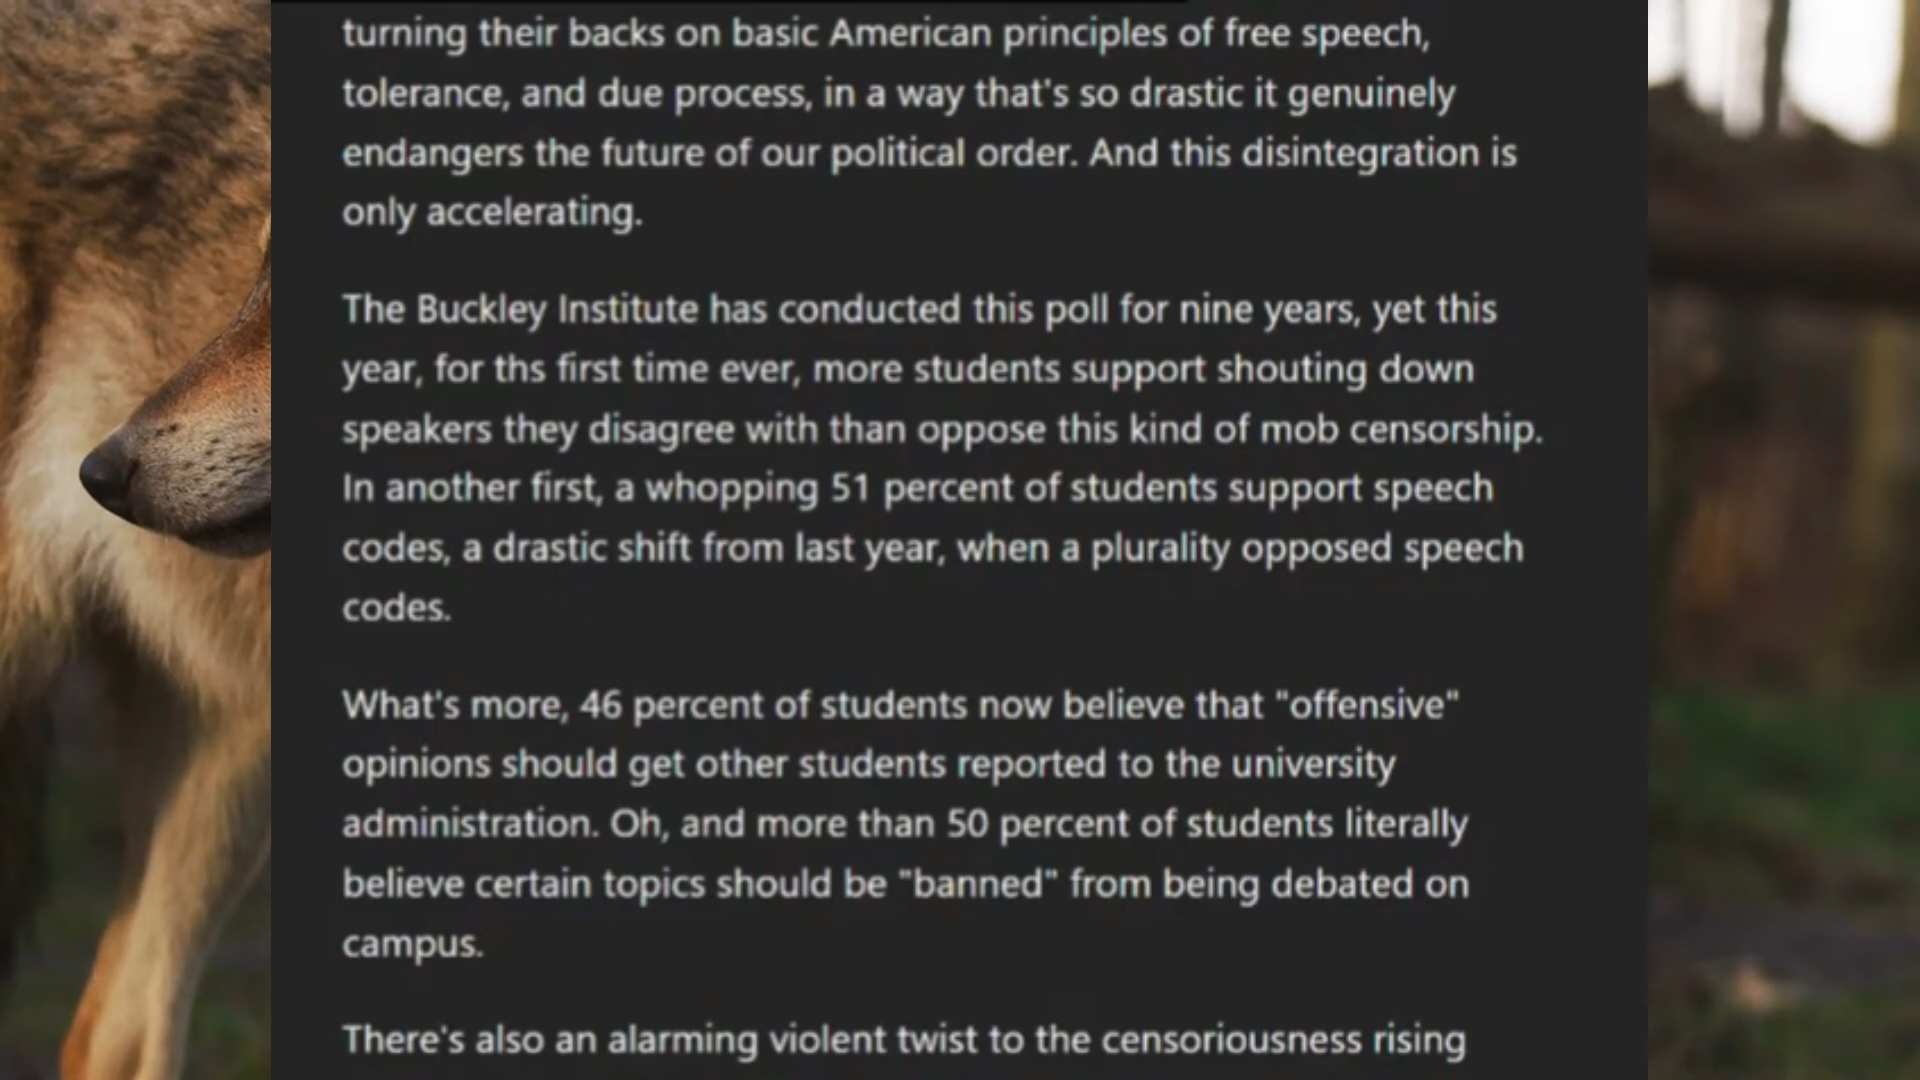 turning their backs on basic American principles of free speech,
tolerance, and due process, in a way that's so drastic it genuinely
endangers the future of our political order. And this disintegration is
only accelerating.
The Buckley Institute has conducted this poll for nine years, yet this
year, for ths first time ever, more students support shouting down
speakers they disagree with than oppose this kind of mob censorship.
In another first, a whopping 51 percent of students support speech
codes, a drastic shift from last year, when a plurality opposed speech
codes.
What's more, 46 percent of students now believe that "offensive"
opinions should get other students reported to the university
administration. Oh, and more than 50 percent of students literally
believe certain topics should be "banned" from being debated on
campus.
There's also an alarming violent twist to the censoriousness rising